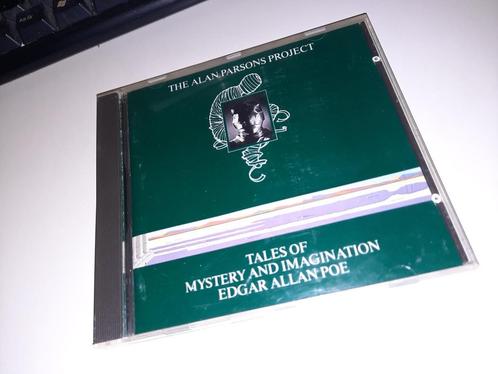 THE ALAN PARSONS PROJECT
TALES OF
MYSTERY AND IMAGINATION
EDGAR ALLAN POE